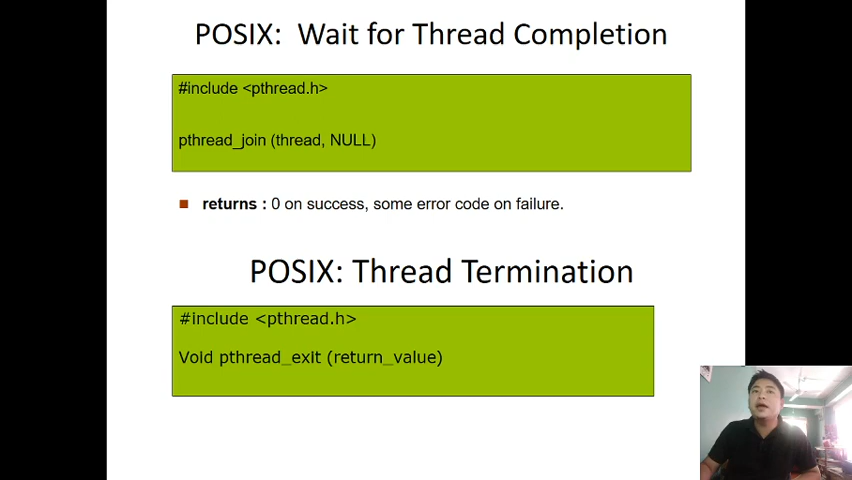 POSIX: Wait for Thread Completion
#include <pthread.h>
pthread_join (thread, NULL)
returns : 0 on success, some error code on failure.
POSIX: Thread Termination
#include <pthread.h>
Void pthread_exit (return_value)